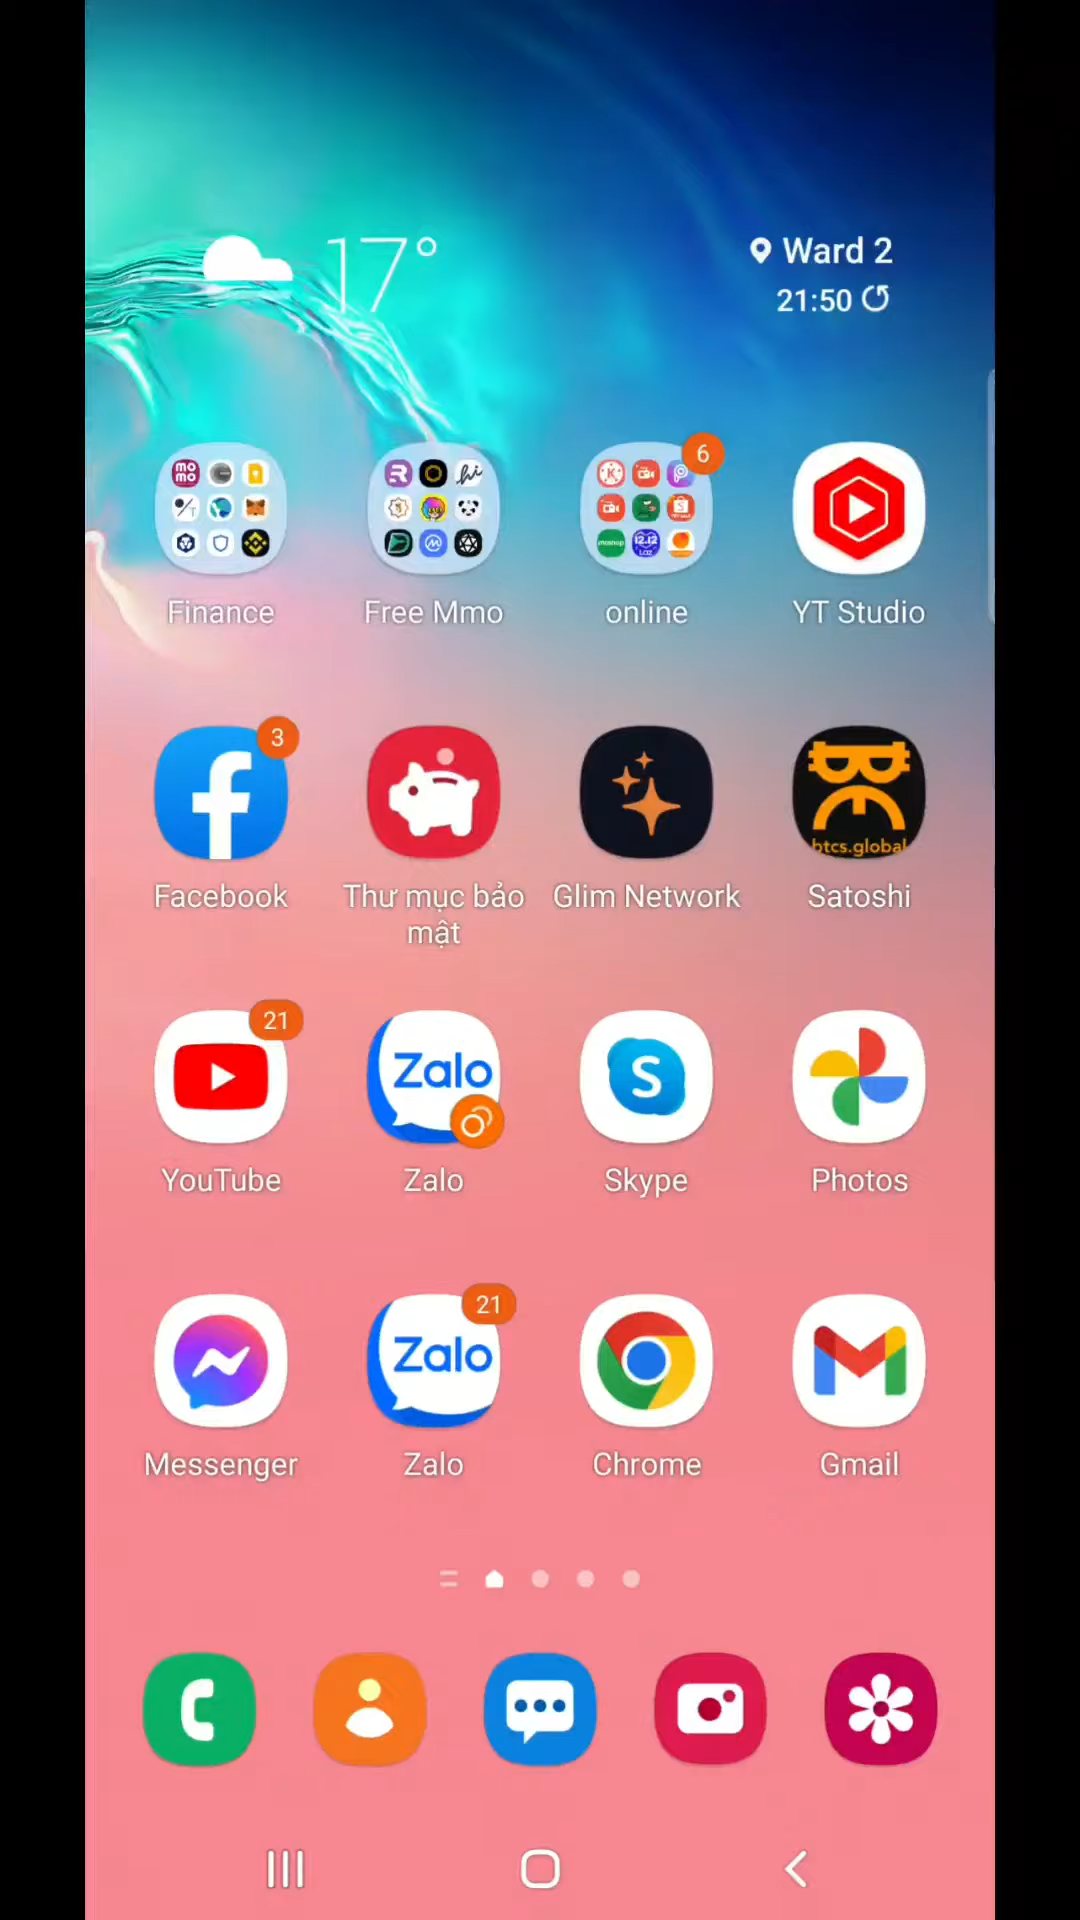 17°
Ward 2
21:50
6
Finance
Free Mmo
online
YT Studio
3
btcs.global
Facebook
Thư mục bảo
mật
Glim Network
Satoshi
21
Zalo
YouTube
Zalo
Skype
Photos
21
Zalo
Messenger
Zalo
Chrome
Gmail